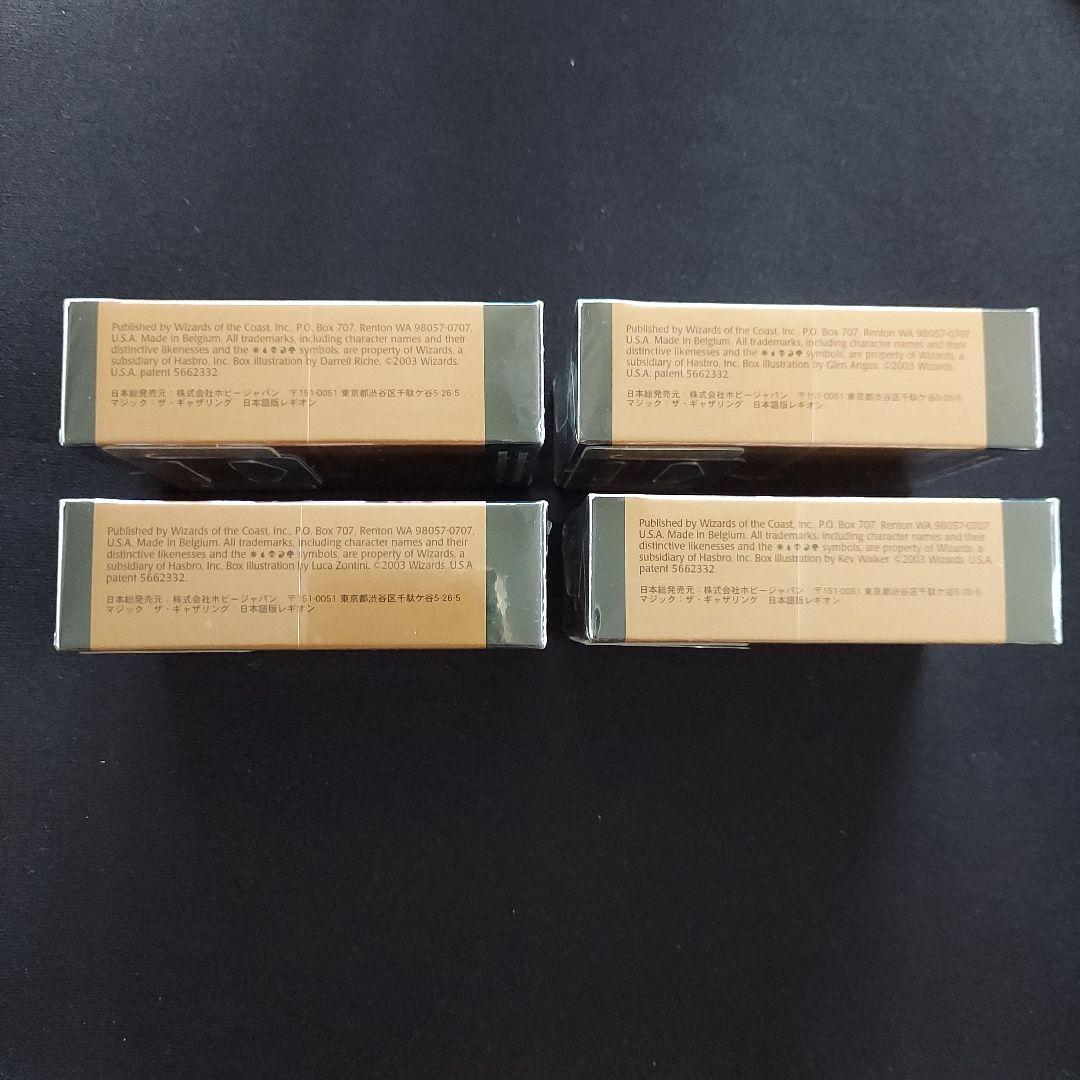 Published by Wizards of the Coast, Inc., P.O. Box 707, Renton WA 98057-0707,
U.S.A. Made in Belgium. All trademarks, including character names and their
distinctive likenesses and the symbols, are property of Wizards, a
subsidiary of Hasbro, Inc. Box illustration by Darrell Riche. ©2003 Wizards.
U.S.A. patent 5662332.
日本総発売元：株式会社ホビージャパン 〒151-0051 東京都渋谷区千駄ケ谷5-26-5
マジック：ザ・ギャザリング 日本語版レギオン
Published by Wizards of the Coast, Inc., P.O. Box 707, Renton WA 98057-0707,
U.S.A. Made in Belgium. All trademarks, including character names and their
distinctive likenesses and the symbols, are property of Wizards, a
subsidiary of Hasbro, Inc. Box illustration by Glen Angus. ©2003 Wizards.
U.S.A. patent 5662332.
日本総発売元：株式会社ホビージャパン 〒151-0051 東京都渋谷区千駄ケ谷5-26-5
マジック：ザ・ギャザリング 日本語版レギオン
Published by Wizards of the Coast, Inc., P.O. Box 707, Renton WA 98057-0707,
U.S.A. Made in Belgium. All trademarks, including character names and their
distinctive likenesses and the symbols, are property of Wizards, a
subsidiary of Hasbro, Inc. Box illustration by Luca Zontini. ©2003 Wizards. U.S.A.
patent 5662332.
日本総発売元：株式会社ホビージャパン 〒151-0051 東京都渋谷区千駄ケ谷5-26-5
マジック：ザ・ギャザリング 日本語版レギオン
Published by Wizards of the Coast, Inc., P.O. Box 707, Renton WA 98057-0707,
U.S.A. Made in Belgium. All trademarks, including character names and their
distinctive likenesses and the symbols, are property of Wizards, a
subsidiary of Hasbro, Inc. Box illustration by Kev Walker. ©2003 Wizards. U.S.A.
patent 5662332.
日本総発売元：株式会社ホビージャパン 〒151-0051 東京都渋谷区千駄ケ谷5-26-5
マジック：ザ・ギャザリング 日本語版レギオン